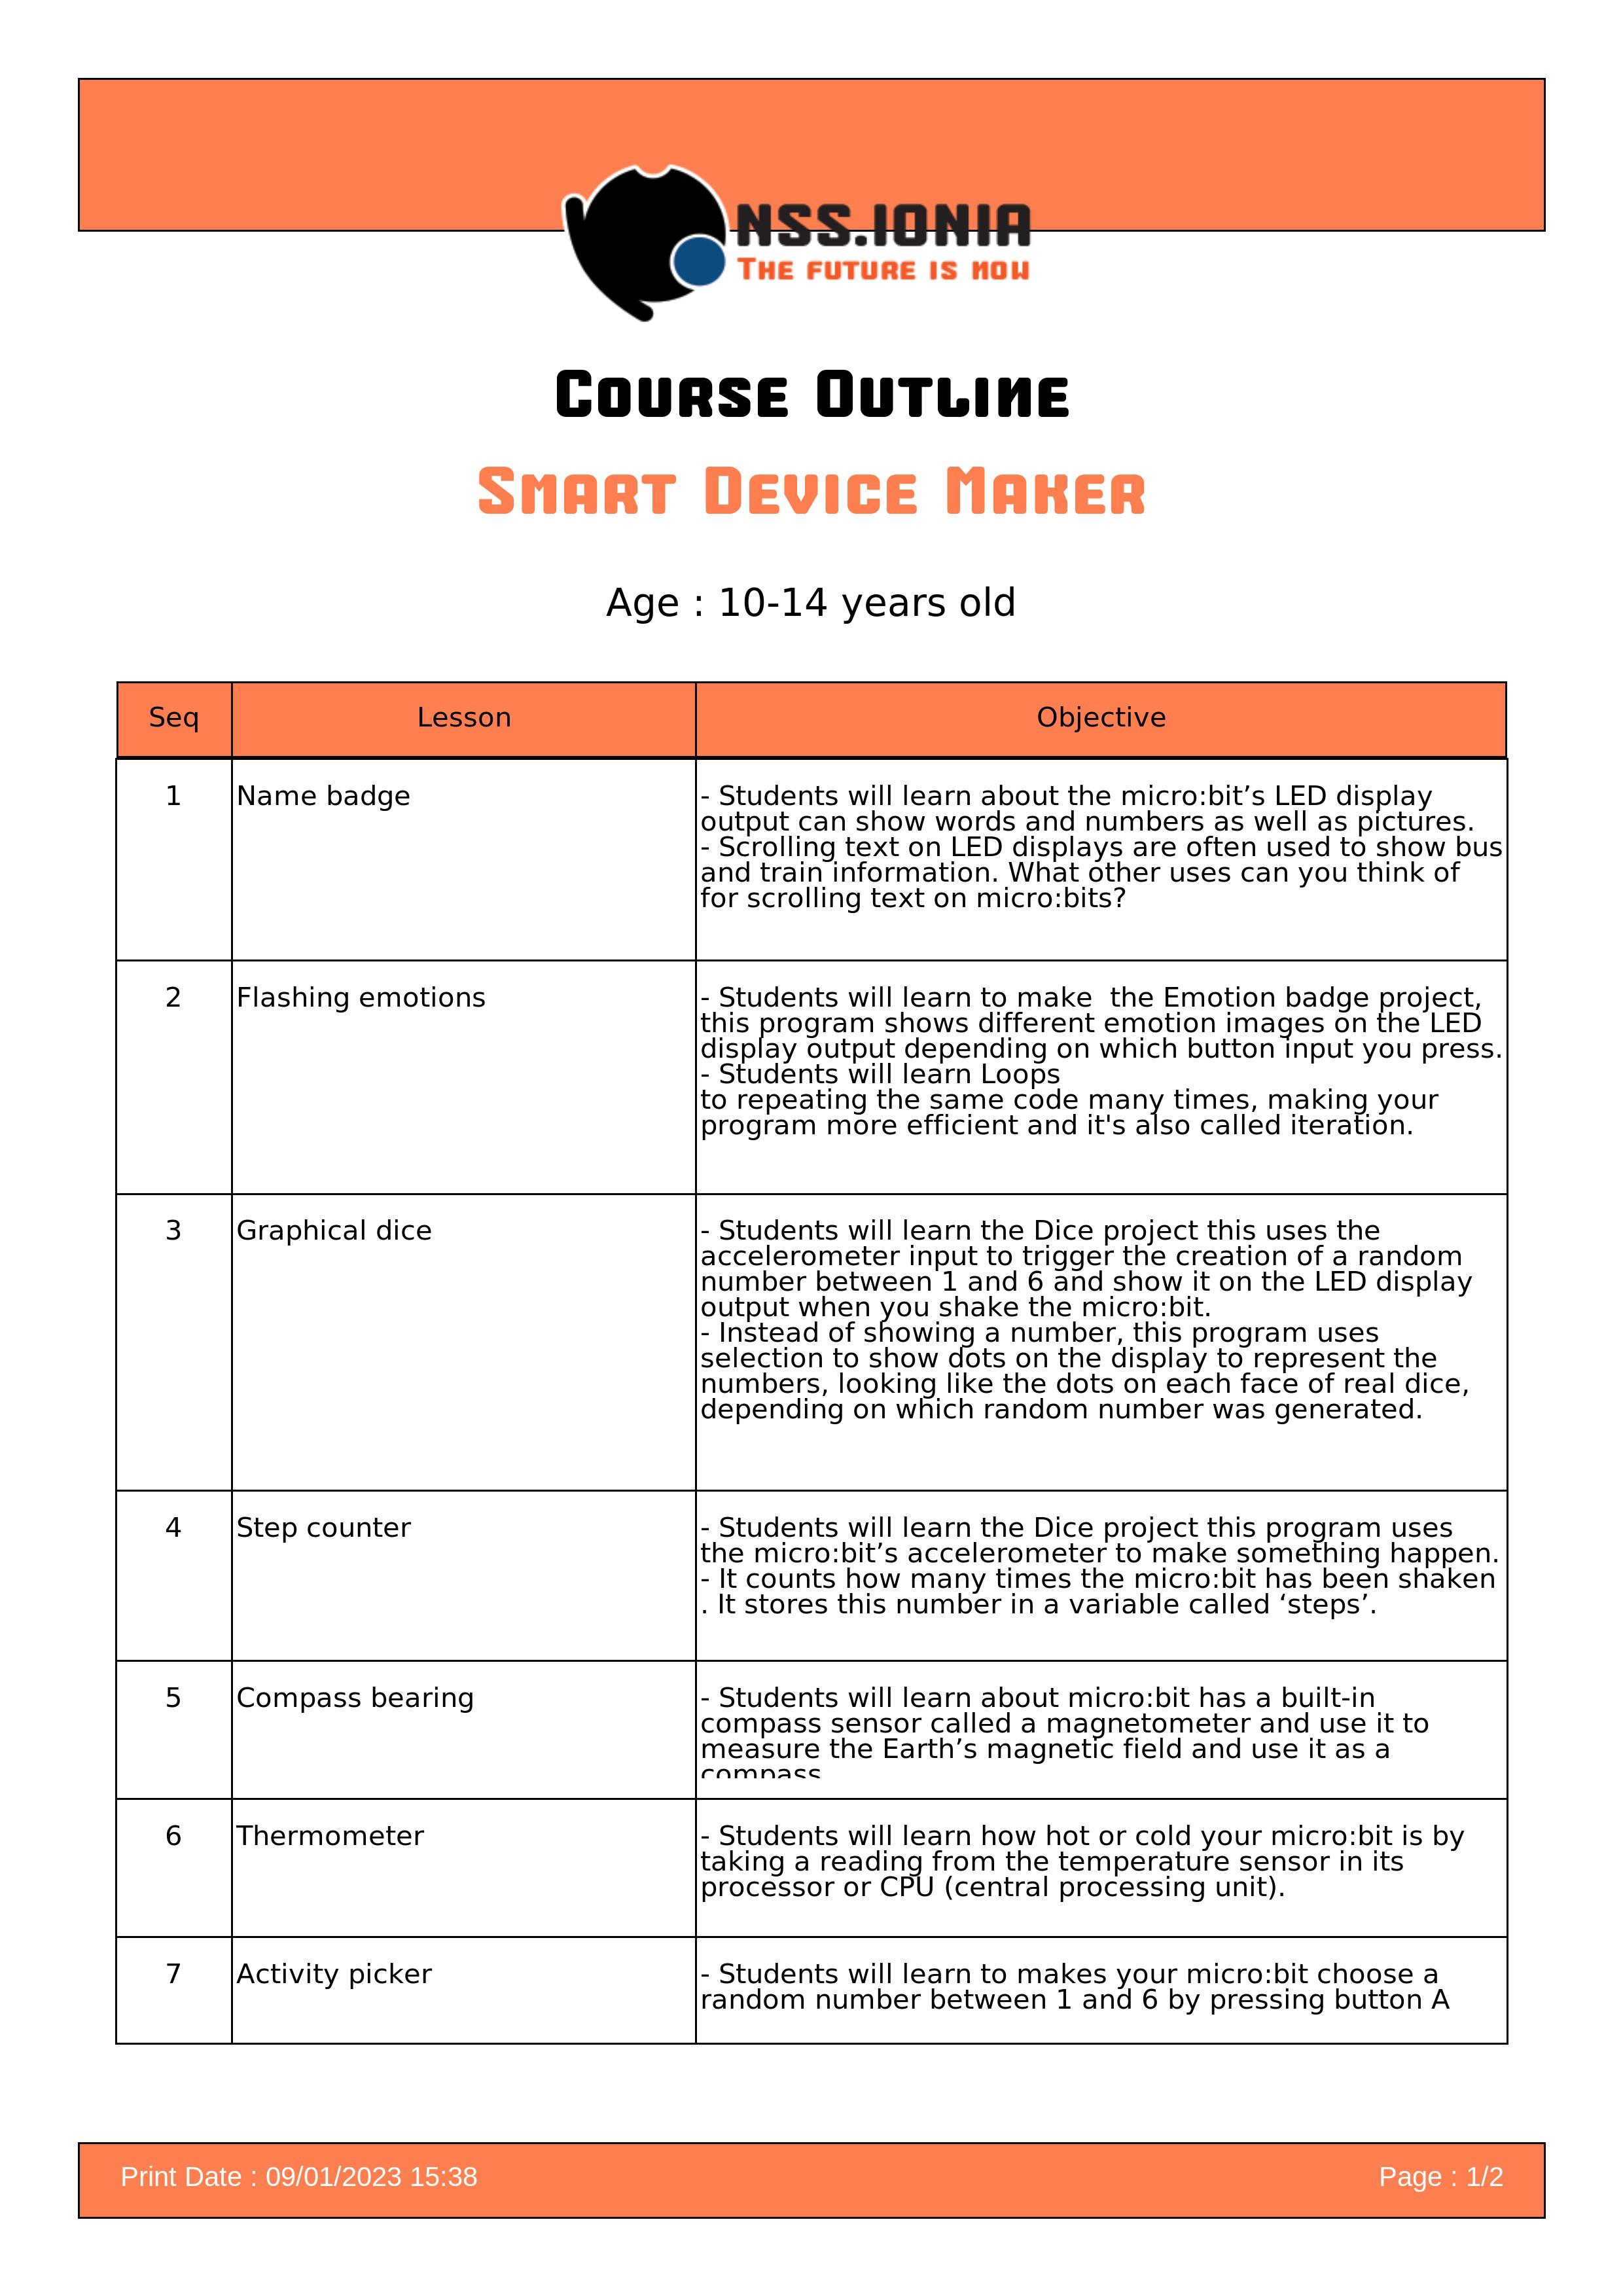 NSS.IONIA
The future is now
Course Outline
Smart Device Maker
Age : 10-14 years old
Seq Lesson Objective
1 Name badge - Students will learn about the micro:bit’s LED display
output can show words and numbers as well as pictures.
- Scrolling text on LED displays are often used to show bus
and train information. What other uses can you think of
for scrolling text on micro:bits?
2 Flashing emotions - Students will learn to make  the Emotion badge project,
this program shows different emotion images on the LED
display output depending on which button input you press.
- Students will learn Loops
to repeating the same code many times, making your
program more efficient and it's also called iteration.
3 Graphical dice - Students will learn the Dice project this uses the
accelerometer input to trigger the creation of a random
number between 1 and 6 and show it on the LED display
output when you shake the micro:bit.
- Instead of showing a number, this program uses
selection to show dots on the display to represent the
numbers, looking like the dots on each face of real dice,
depending on which random number was generated.
4 Step counter - Students will learn the Dice project this program uses
the micro:bit’s accelerometer to make something happen.
- It counts how many times the micro:bit has been shaken
. It stores this number in a variable called ‘steps’.
5 Compass bearing - Students will learn about micro:bit has a built-in
compass sensor called a magnetometer and use it to
measure the Earth’s magnetic field and use it as a
compass
6 Thermometer - Students will learn how hot or cold your micro:bit is by
taking a reading from the temperature sensor in its
processor or CPU (central processing unit).
7 Activity picker - Students will learn to makes your micro:bit choose a
random number between 1 and 6 by pressing button A
Print Date : 09/01/2023 15:38 Page : 1/2